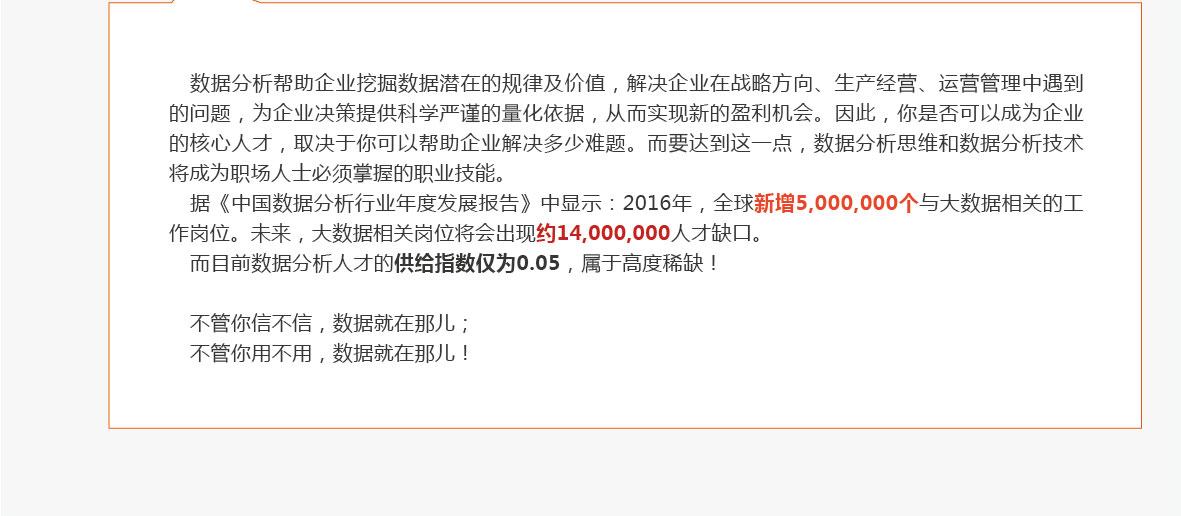 数据分析帮助企业挖掘数据潜在的规律及价值，解决企业在战略方向、生产经营、运营管理中遇到
的问题，为企业决策提供科学严谨的量化依据，从而实现新的盈利机会。因此，你是否可以成为企业
的核心人才，取决于你可以帮助企业解决多少难题。而要达到这一点，数据分析思维和数据分析技术
将成为职场人士必须掌握的职业技能。
据《中国数据分析行业年度发展报告》中显示：2016年，全球新增5,000,000个与大数据相关的工
作岗位。未来，大数据相关岗位将会出现约14,000,000人才缺口。
而目前数据分析人才的供给指数仅为0.05，属于高度稀缺！
不管你信不信，数据就在那儿；
不管你用不用，数据就在那儿！